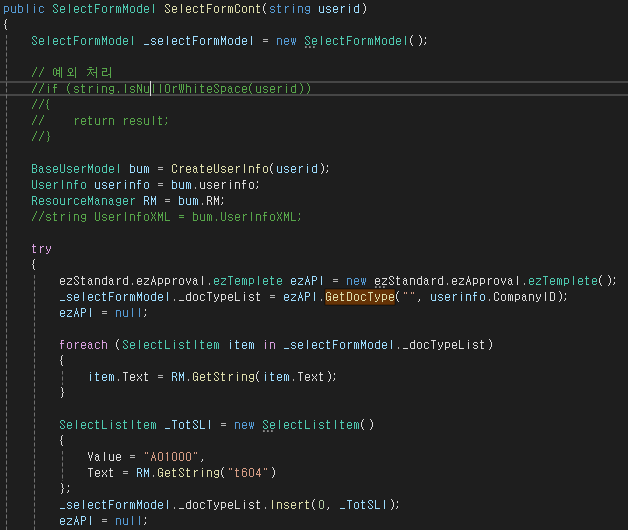 public SelectFormModel SelectFormCont(string userid)
{
SelectFormModel _selectFormModel = new SelectFormModel();
// 예외 처리
//if (string.IsNullOrWhiteSpace(userid))
//{
//    return result;
//}
BaseUserModel bum = CreateUserInfo(userid);
UserInfo userinfo = bum.userinfo;
ResourceManager RM = bum.RM;
//string UserInfoXML = bum.UserInfoXML;
try
{
ezStandard.ezApproval.ezTemplete ezAPI = new ezStandard.ezApproval.ezTemplete();
_selectFormModel._docTypeList = ezAPI.GetDocType("", userinfo.CompanyID);
ezAPI = null;
foreach (SelectListItem item in _selectFormModel._docTypeList)
{
item.Text = RM.GetString(item.Text);
}
SelectListItem _TotSLI = new SelectListItem()
{
Value = "A01000",
Text = RM.GetString("t604")
};
_selectFormModel._docTypeList.Insert(0, _TotSLI);
ezAPI = null;